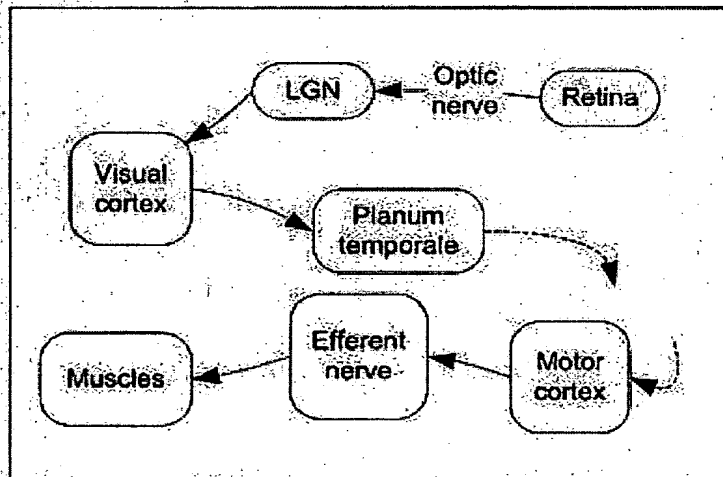 Retina
Optic
nerve
LGN
Visual
cortex
Planum
temporale
Motor
cortex
Efferent
nerve
Muscles